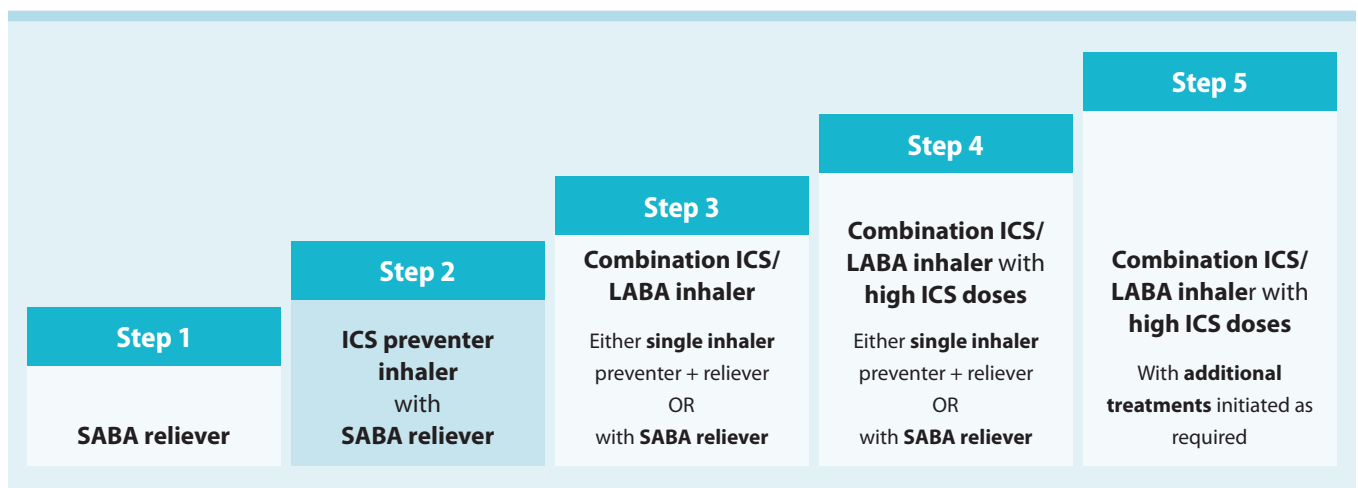 Step 1
SABA reliever
Step 2
ICS preventer
inhaler
with
SABA reliever
Step 3
Combination ICS/
LABA inhaler
Either single inhaler
preventer + reliever
OR
with SABA reliever
Step 4
Combination ICS/
LABA inhaler with
high ICS doses
Either single inhaler
preventer + reliever
OR
with SABA reliever
Step 5
Combination ICS/
LABA inhaler with
high ICS doses
With additional
treatments initiated as
required